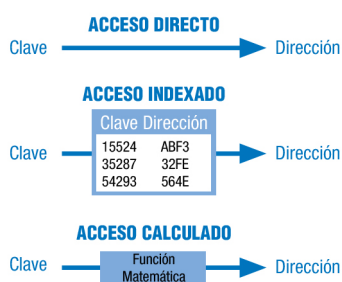 ACCESO DIRECTO
Clave Dirección
ACCESO INDEXADO
Clave Dirección
15524 ABF3
35287 32FE
54293 564E
Clave Dirección
ACCESO CALCULADO
Clave Función Dirección
Matemática